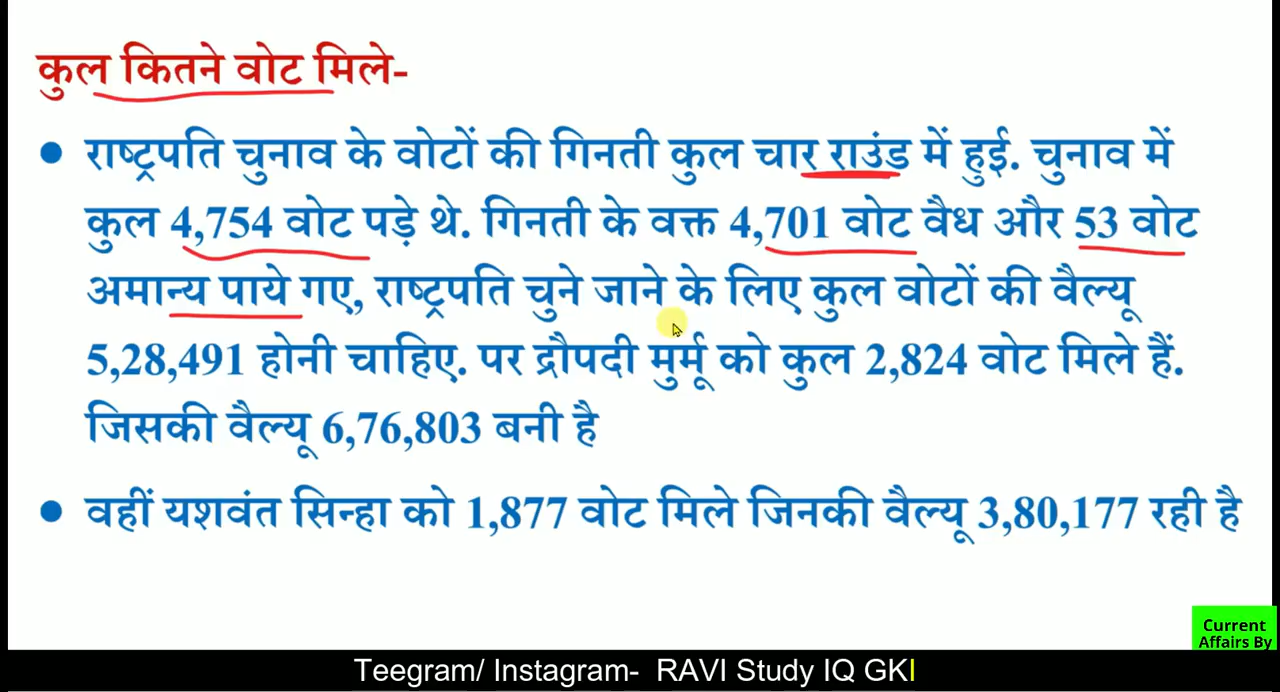 कुल कितने वोट मिले-
● राष्ट्रपति चुनाव के वोटों की गिनती कुल चार राउंड में हुई. चुनाव में
कुल 4,754 वोट पड़े थे. गिनती के वक्त 4,701 वोट वैध और 53 वोट
अमान्य पाये गए, राष्ट्रपति चुने जाने के लिए कुल वोटों की वैल्यू
5,28,491 होनी चाहिए. पर द्रौपदी मुर्मू को कुल 2,824 वोट मिले हैं.
जिसकी वैल्यू 6,76,803 बनी है
● वहीं यशवंत सिन्हा को 1,877 वोट मिले जिनकी वैल्यू 3,80,177 रही है
Current
Affairs By
Teegram/ Instagram- RAVI Study IQ GKI